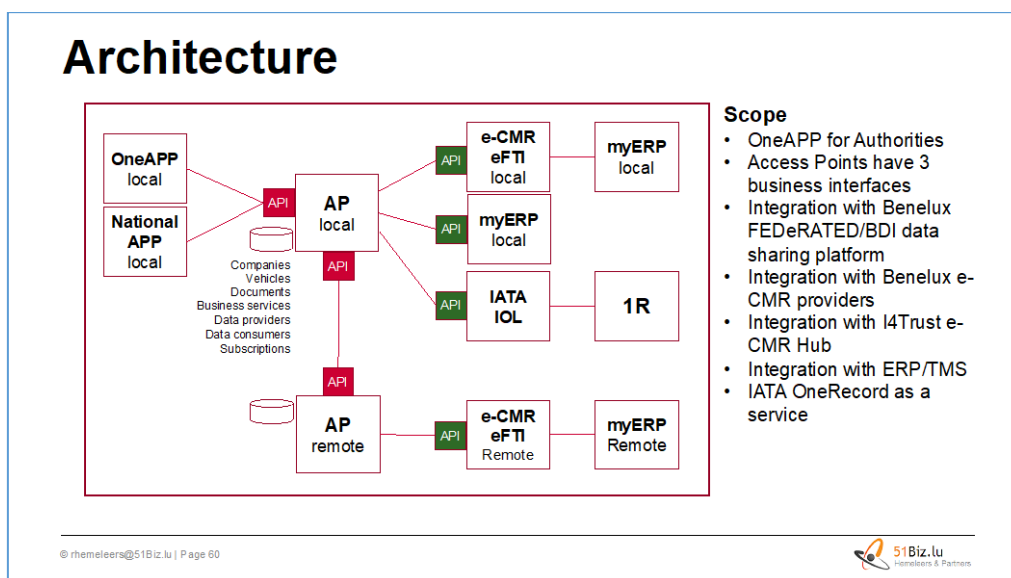 Architecture
OneAPP
local
National
APP
local
API
AP
local
API
Companies
Vehicles
Documents
Business services
Data providers
Data consumers
Subscriptions
API
AP
remote
API
e-CMR
eFTI
local
myERP
local
API
myERP
local
API
IATA
IOL
1R
API
e-CMR
eFTI
Remote
myERP
Remote
Scope
• OneAPP for Authorities
• Access Points have 3
business interfaces
• Integration with Benelux
FEDeRATED/BDI data
sharing platform
• Integration with Benelux e-
CMR providers
• Integration with I4Trust e-
CMR Hub
• Integration with ERP/TMS
• IATA OneRecord as a
service
© rhemeleers@51Biz.lu | Page 60
51Biz.lu
Hemeleers & Partners